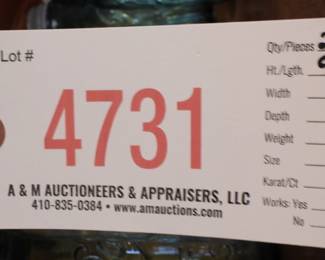 Lot #
4731
A & M AUCTIONEERS & APPRAISERS, LLC
410-835-0384 • www.amauctions.com
Qty/Pieces
Ht./Lgth.
Width
Depth
Weight
Size
Karat/Ct
Works: Yes
No